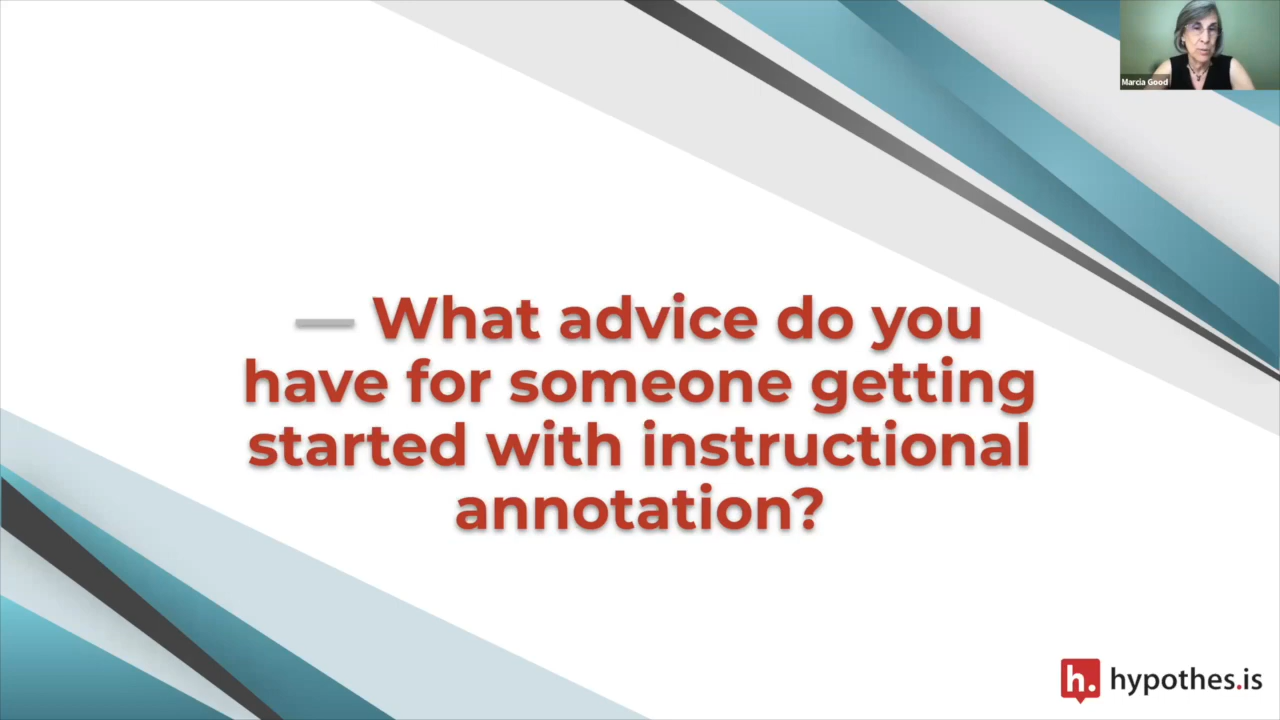 Marcia Good
— What advice do you
have for someone getting
started with instructional
annotation?
h. hypothes.is